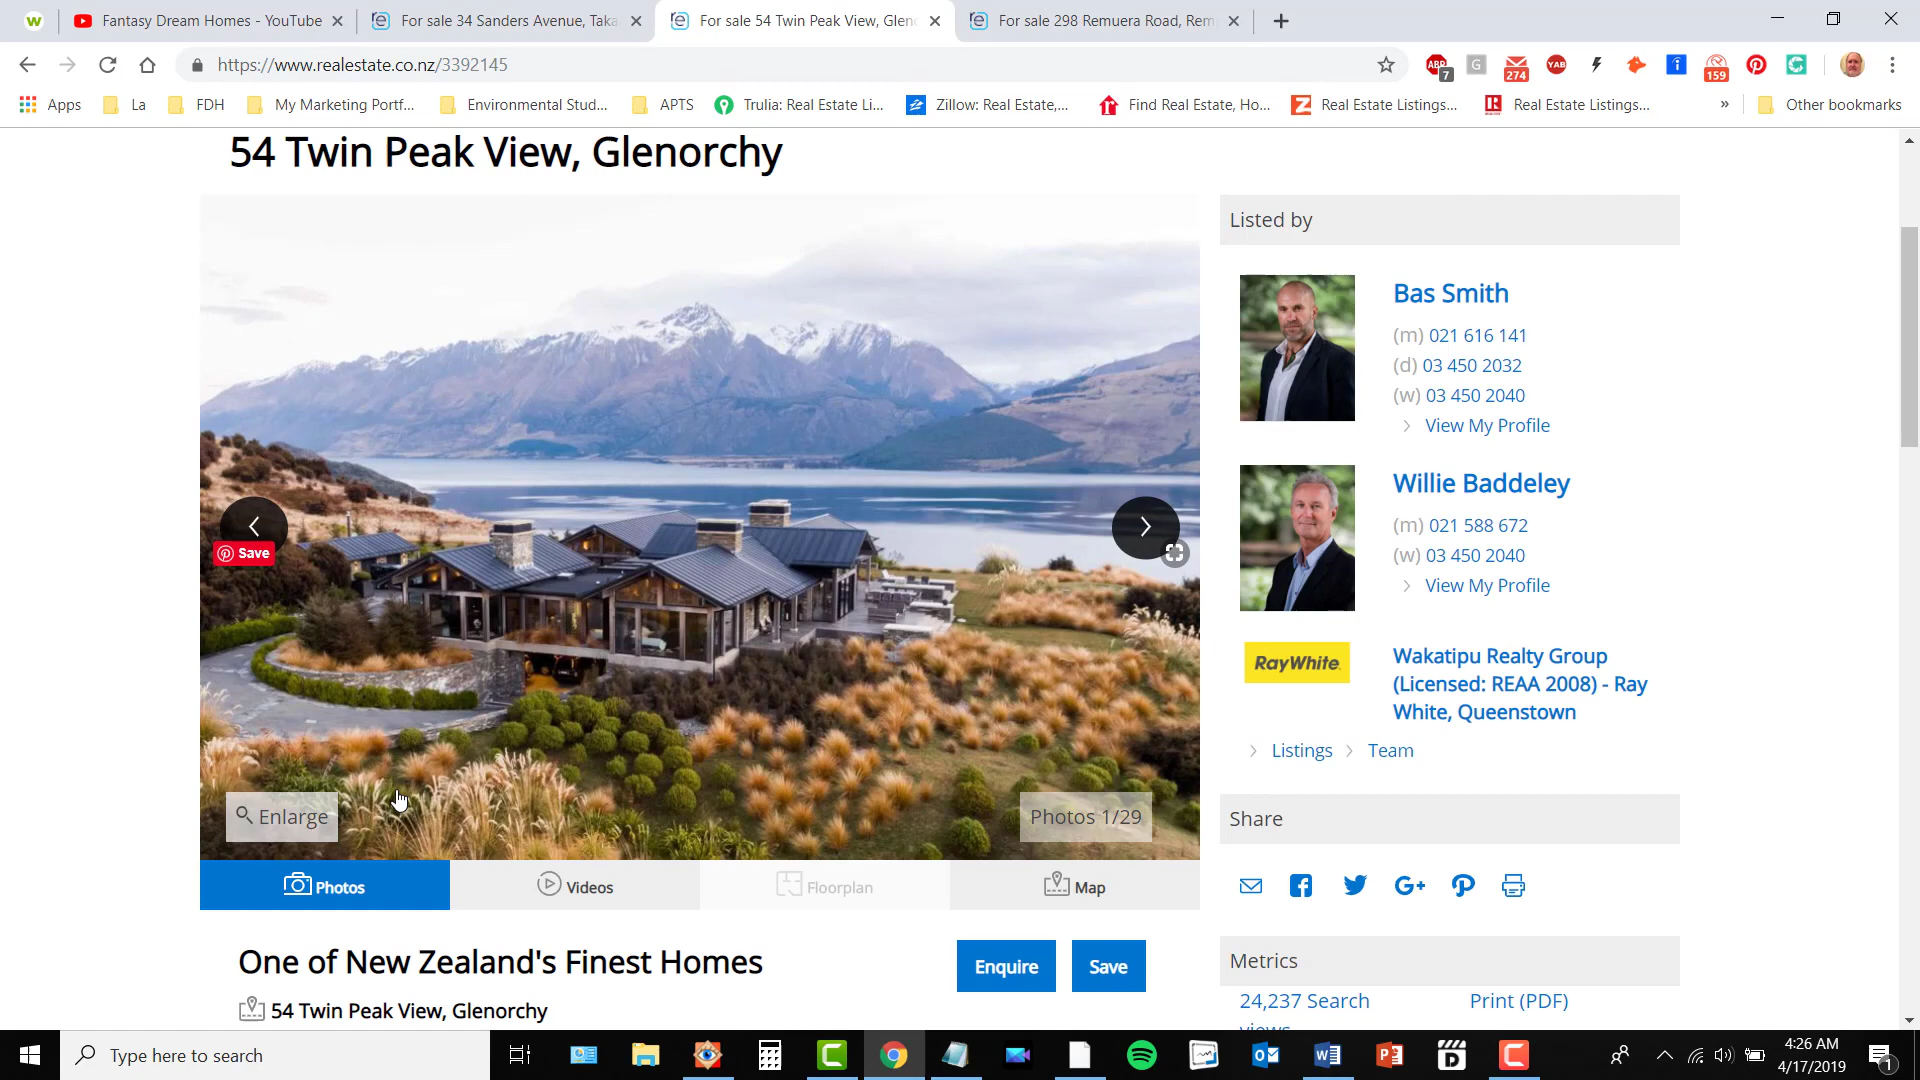 Fantasy Dream Homes - YouTube
For sale 34 Sanders Avenue, Taka
For sale 54 Twin Peak View, Glen
For sale 298 Remuera Road, Rem
https://www.realestate.co.nz/3392145
ABP
7
G
274
YAB
159
Apps
La
FDH
My Marketing Portf...
Environmental Stud...
APTS
Trulia: Real Estate Li...
Zillow: Real Estate,...
Find Real Estate, Ho...
Real Estate Listings...
Real Estate Listings...
»
Other bookmarks
54 Twin Peak View, Glenorchy
Save
Enlarge
Photos 1/29
Photos
Videos
Floorplan
Map
One of New Zealand's Finest Homes
Enquire
Save
54 Twin Peak View, Glenorchy
Listed by
Bas Smith
(m) 021 616 141
(d) 03 450 2032
(w) 03 450 2040
View My Profile
Willie Baddeley
(m) 021 588 672
(w) 03 450 2040
View My Profile
RayWhite.
Wakatipu Realty Group
(Licensed: REAA 2008) - Ray
White, Queenstown
Listings
Team
Share
Metrics
24,237 Search
views
Print (PDF)
Type here to search
4:26 AM
4/17/2019
1